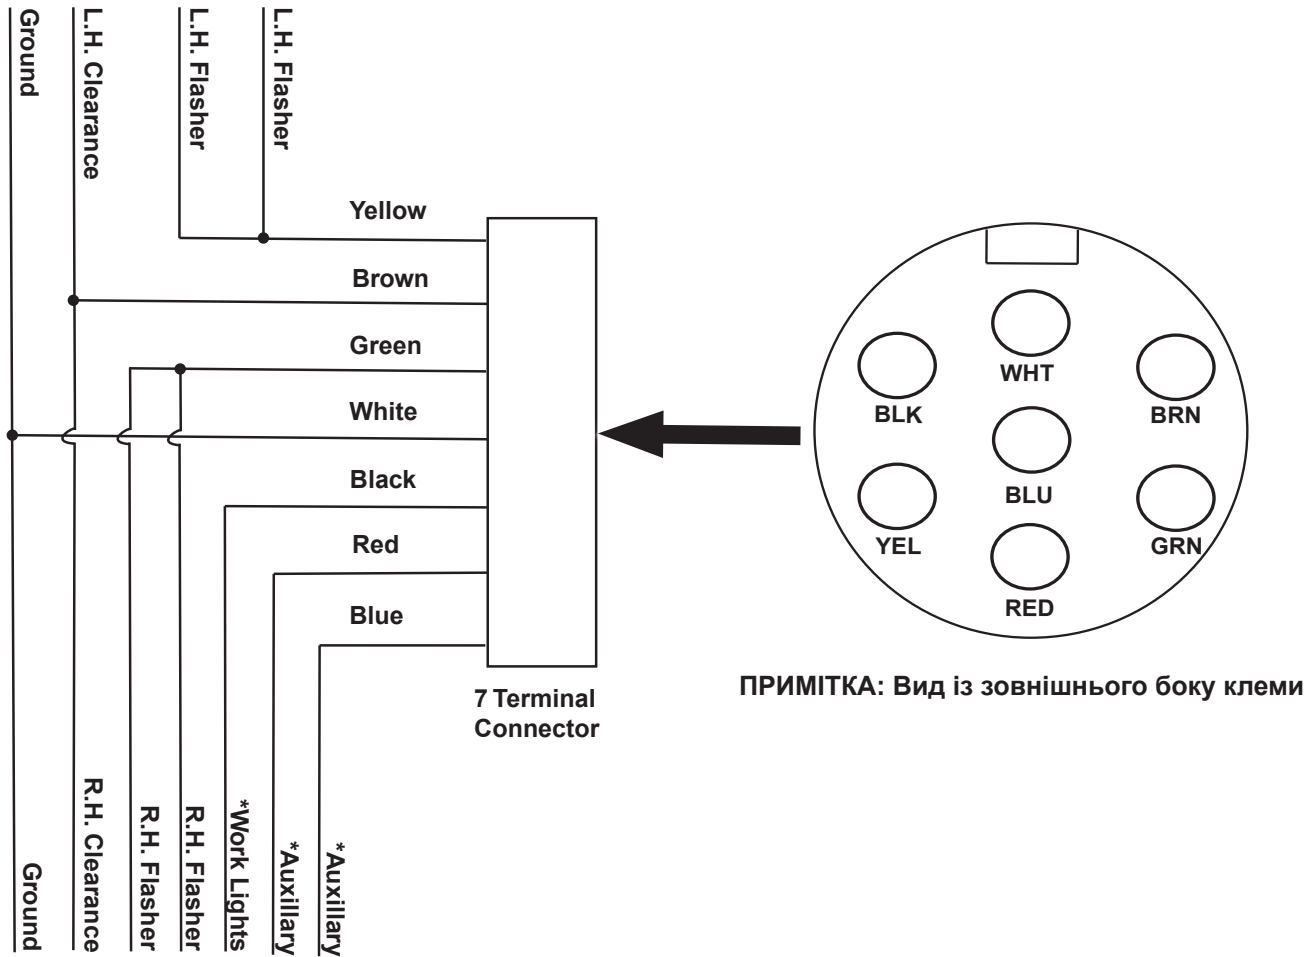 Ground
L.H. Clearance
L.H. Flasher
L.H. Flasher
Yellow
Brown
Green
White
Black
Red
Blue
7 Terminal
Connector
WHT
BLK
BRN
BLU
YEL
GRN
RED
ПРИМІТКА: Вид із зовнішнього боку клеми
Ground
R.H. Clearance
R.H. Flasher
R.H. Flasher
*Work Lights
*Auxillary
*Auxillary